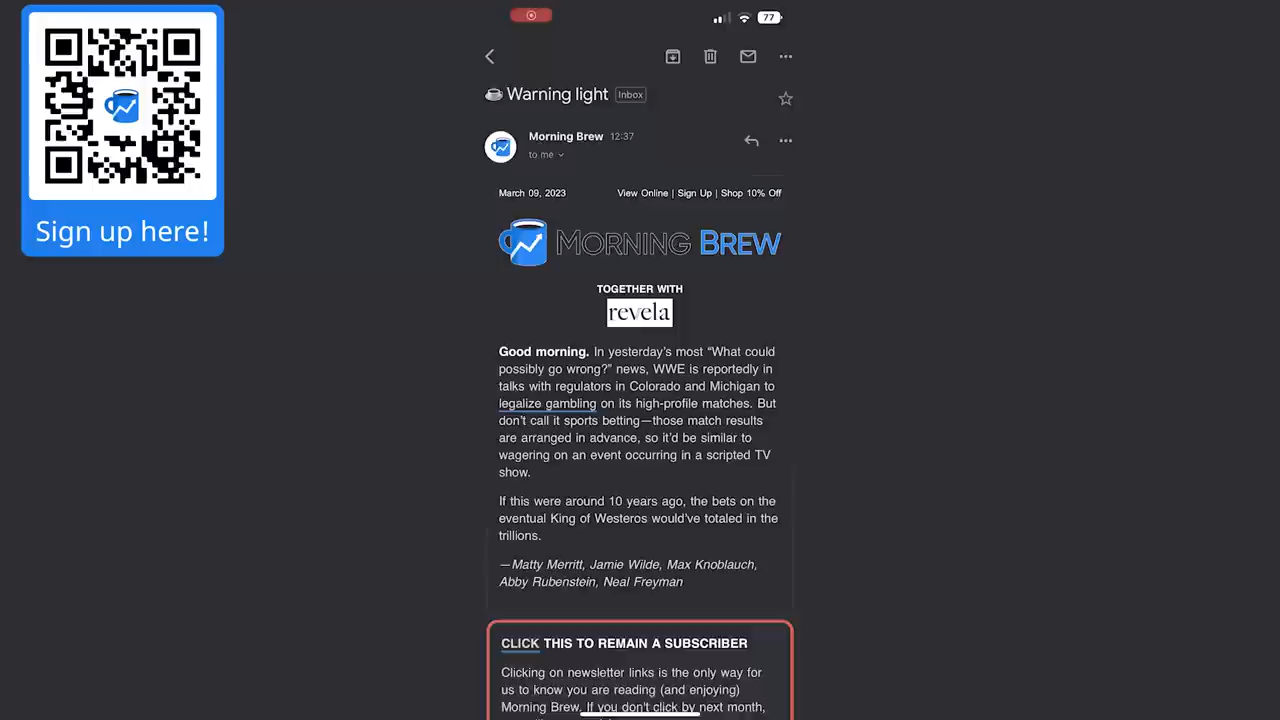 Sign up here!
77
Warning light Inbox
Morning Brew 12:37
to me
March 09, 2023 View Online | Sign Up | Shop 10% Off
MORNING BREW
TOGETHER WITH
revela
Good morning. In yesterday's most “What could
possibly go wrong?” news, WWE is reportedly in
talks with regulators in Colorado and Michigan to
legalize gambling on its high-profile matches. But
don't call it sports betting—those match results
are arranged in advance, so it'd be similar to
wagering on an event occurring in a scripted TV
show.
If this were around 10 years ago, the bets on the
eventual King of Westeros would've totaled in the
trillions.
—Matty Merritt, Jamie Wilde, Max Knoblauch,
Abby Rubenstein, Neal Freyman
CLICK THIS TO REMAIN A SUBSCRIBER
Clicking on newsletter links is the only way for
us to know you are reading (and enjoying)
Morning Brew. If you don't click by next month,